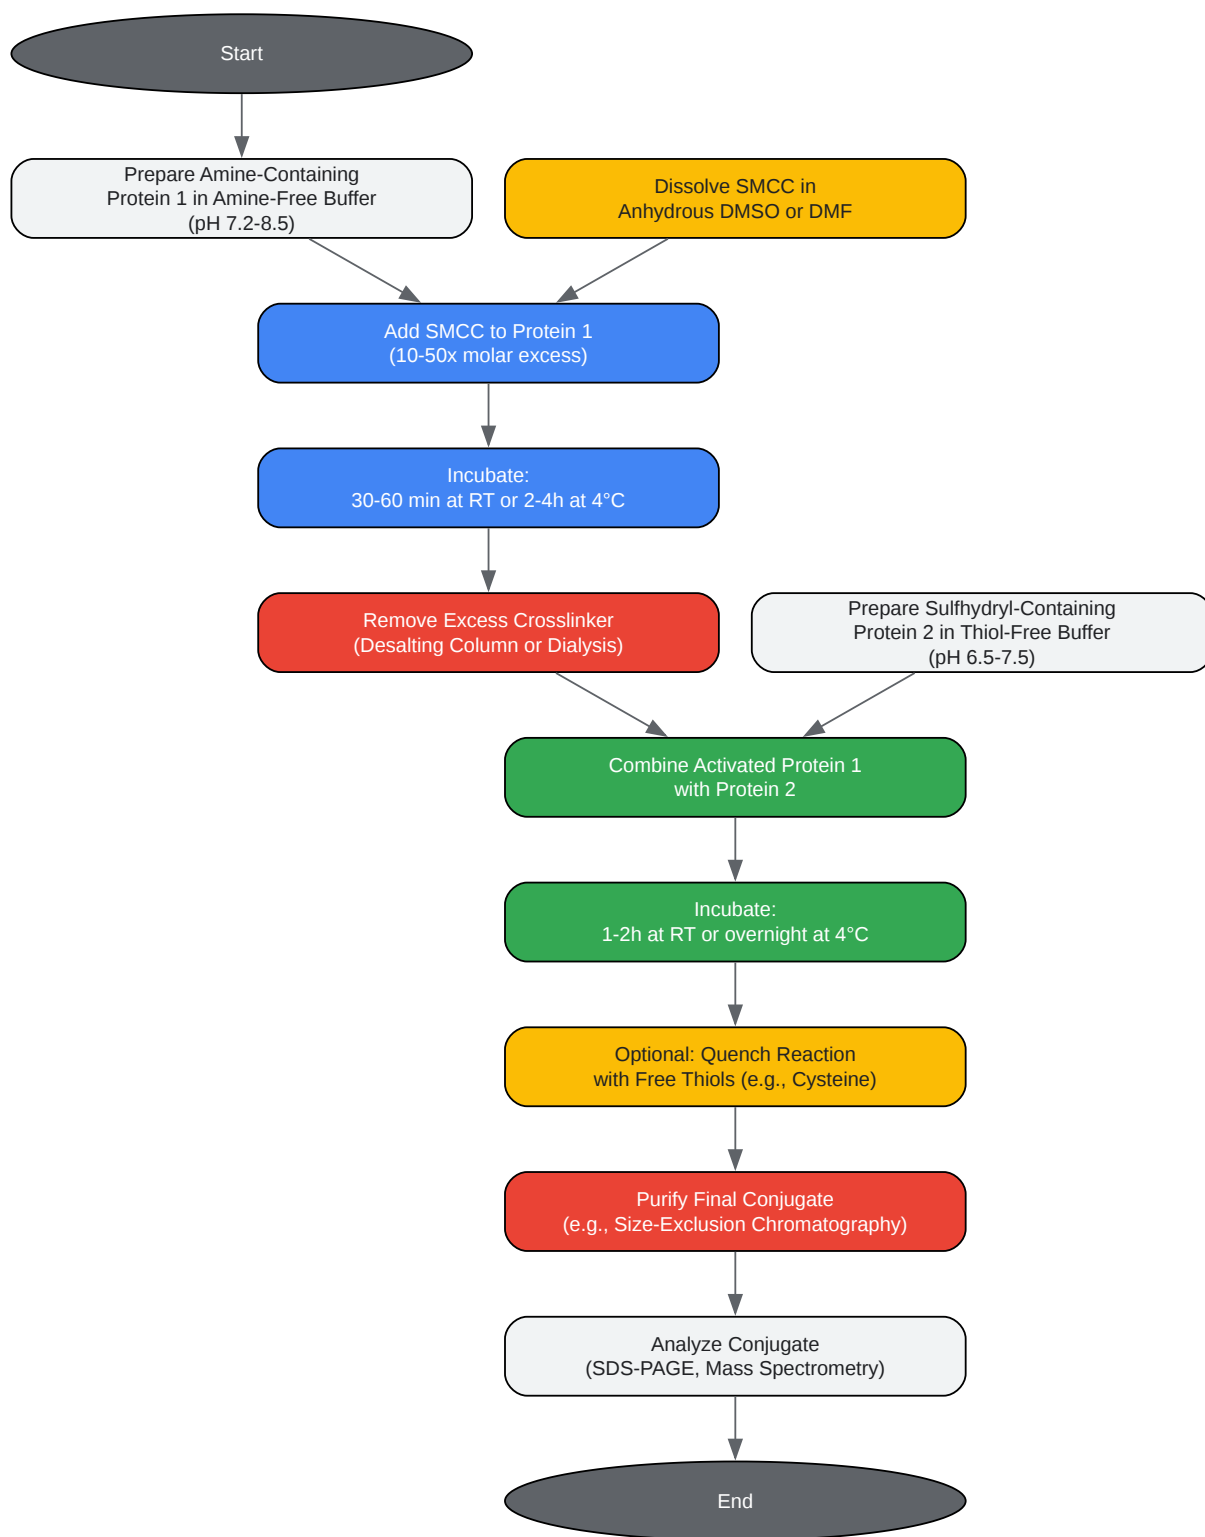 Start
Prepare Amine-Containing
Protein 1 in Amine-Free Buffer
(pH 7.2-8.5)
Dissolve SMCC in
Anhydrous DMSO or DMF
Add SMCC to Protein 1
(10-50x molar excess)
Incubate:
30-60 min at RT or 2-4h at 4°C
Remove Excess Crosslinker
(Desalting Column or Dialysis)
Prepare Sulfhydryl-Containing
Protein 2 in Thiol-Free Buffer
(pH 6.5-7.5)
Combine Activated Protein 1
with Protein 2
Incubate:
1-2h at RT or overnight at 4°C
Optional: Quench Reaction
with Free Thiols (e.g., Cysteine)
Purify Final Conjugate
(e.g., Size-Exclusion Chromatography)
Analyze Conjugate
(SDS-PAGE, Mass Spectrometry)
End